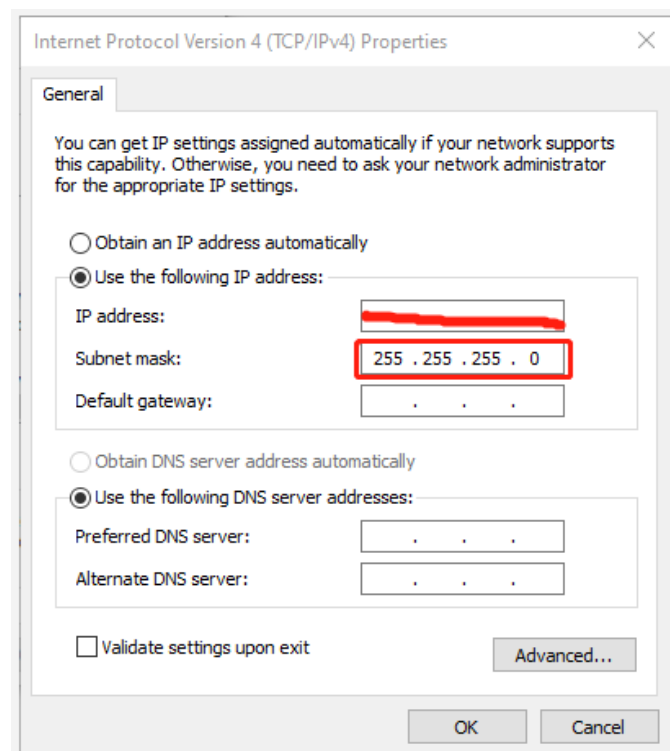 Internet Protocol Version 4 (TCP/IPv4) Properties
General
You can get IP settings assigned automatically if your network supports
this capability. Otherwise, you need to ask your network administrator
for the appropriate IP settings.
Obtain an IP address automatically
Use the following IP address:
IP address:
Subnet mask: 255 . 255 . 255 . 0
Default gateway: . . .
Obtain DNS server address automatically
Use the following DNS server addresses:
Preferred DNS server: . . .
Alternate DNS server: . . .
Validate settings upon exit
Advanced...
OK Cancel